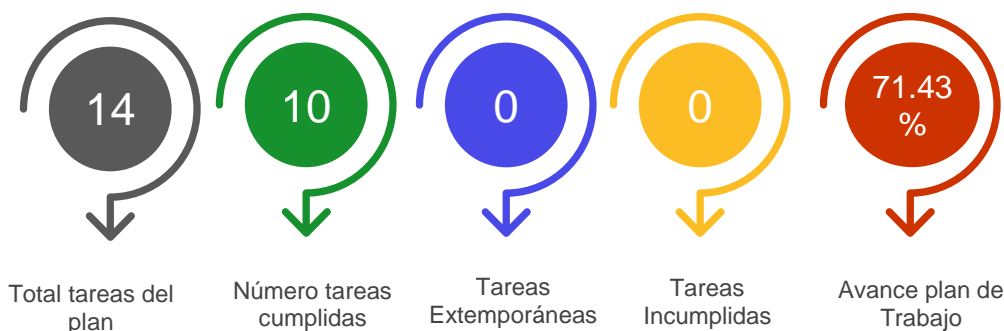 14
10
0
0
71.43
%
Total tareas del
plan
Número tareas
cumplidas
Tareas
Extemporáneas
Tareas
Incumplidas
Avance plan de
Trabajo